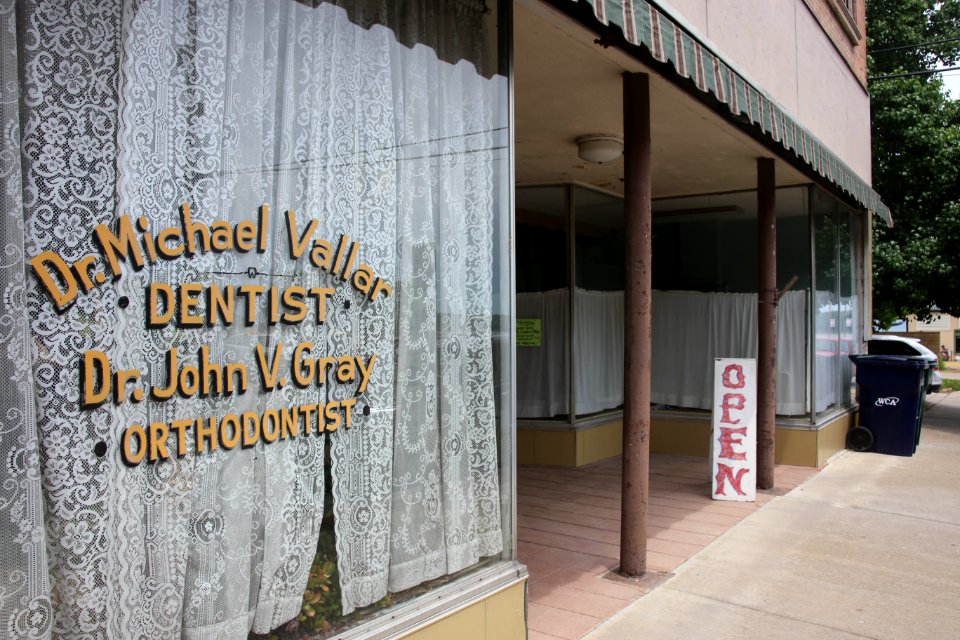 Dr. Michael Vallar
DENTIST
Dr. John V. Gray
ORTHODONTIST
OPEN
WCA